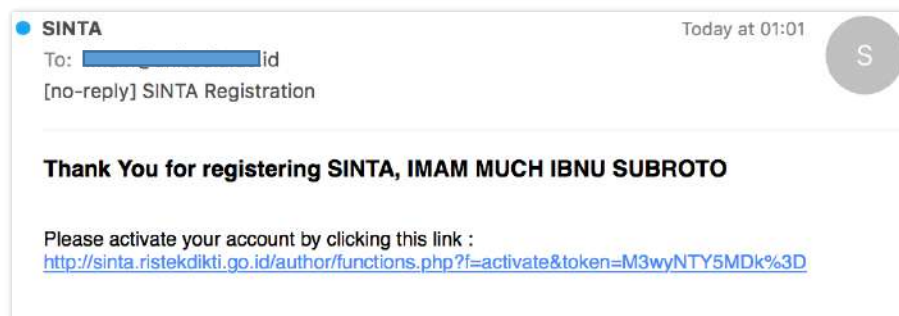 SINTA
Today at 01:01
S
To: id
[no-reply] SINTA Registration
Thank You for registering SINTA, IMAM MUCH IBNU SUBROTO
Please activate your account by clicking this link :
http://sinta.ristekdikti.go.id/author/functions.php?f=activate&token=M3wyNTY5MDk%3D